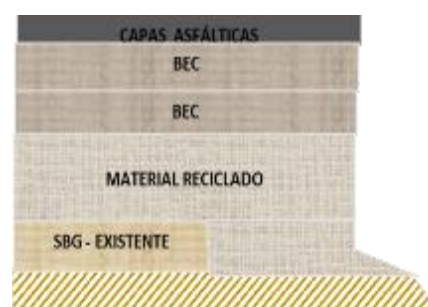 CAPAS ASFÁLTICAS
BEC
BEC
MATERIAL RECICLADO
SBG - EXISTENTE